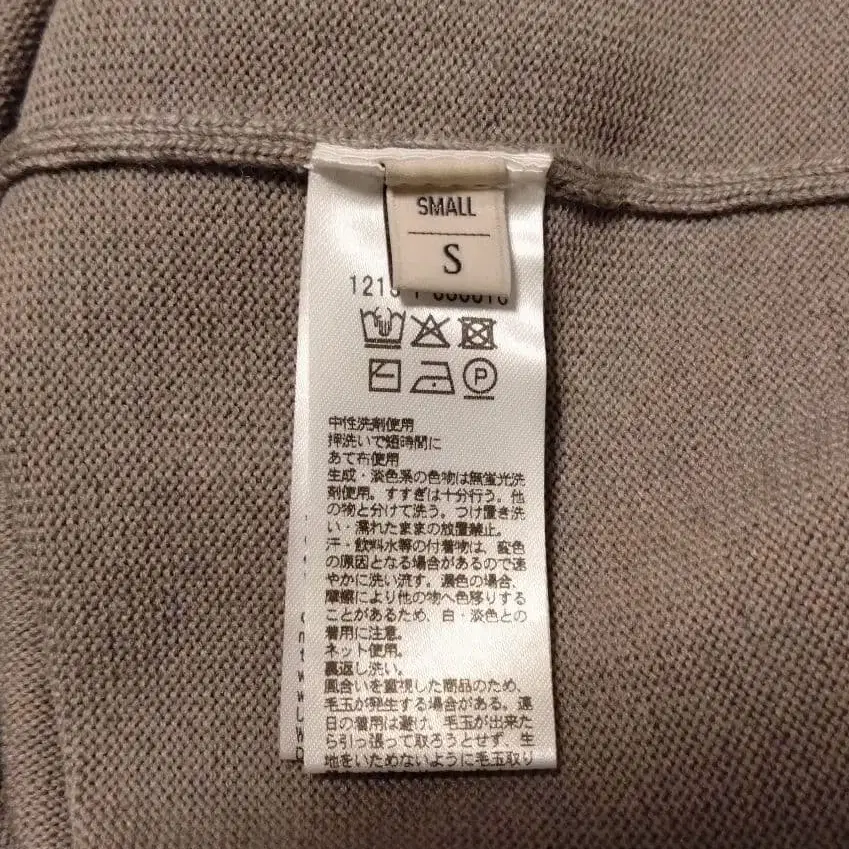 SMALL
S
中性洗剤使用
押洗いで短時間に
あて布使用
生成・淡色系の色物は無蛍光洗
剤使用。すすぎは十分行う。他
の物と分けて洗う。つけ置き洗
い・濡れたままの放置禁止。
汗・飲料水等の付着物は、変色
の原因となる場合があるので速
やかに洗い流す。濃色の場合、
摩擦により他の物へ色移りする
ことがあるため、白・淡色との
着用に注意。
ネット使用。
裏返し洗い。
風合いを重視した商品のため、
毛玉が発生する場合がある。連
日の着用は避け、毛玉が出来た
ら引っ張って取ろうとせず、生
地をいためないように毛玉取り